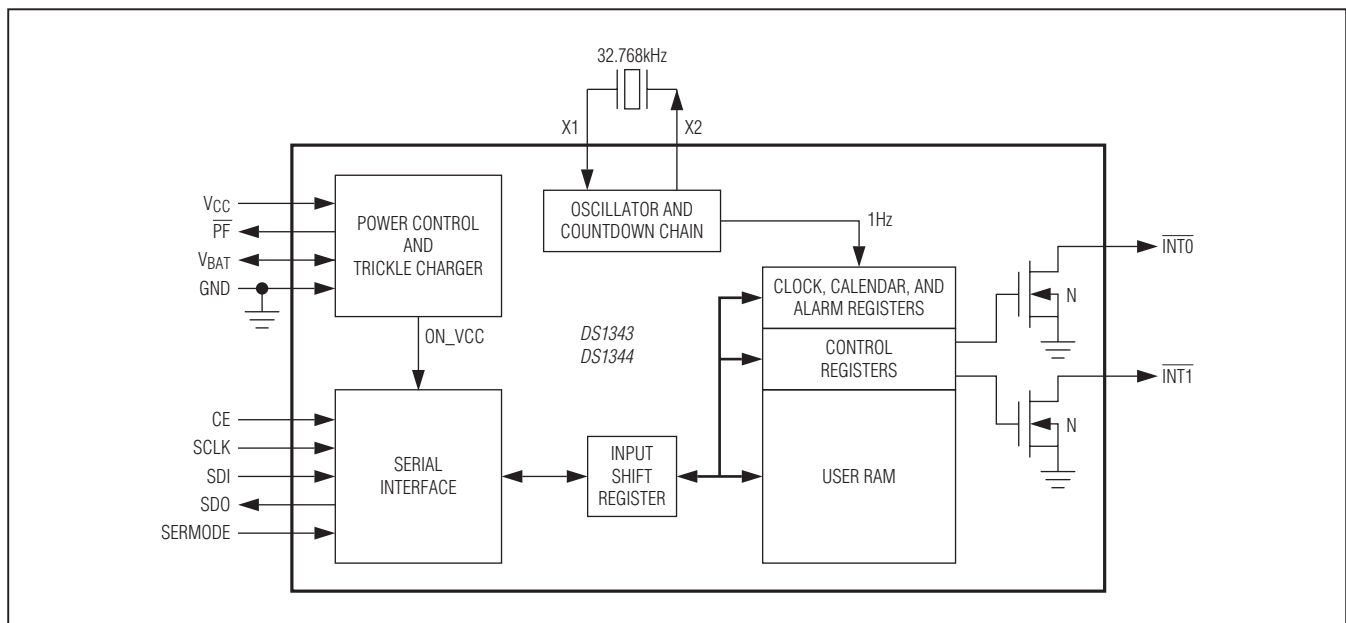 32.768kHz
X1
X2
VCC
PF
VBAT
GND
POWER CONTROL
AND
TRICKLE CHARGER
OSCILLATOR AND
COUNTDOWN CHAIN
1Hz
INT0
N
CLOCK, CALENDAR, AND
ALARM REGISTERS
ON_VCC
DS1343
DS1344
CONTROL
REGISTERS
INT1
N
CE
SCLK
SDI
SDO
SERMODE
SERIAL
INTERFACE
INPUT
SHIFT
REGISTER
USER RAM